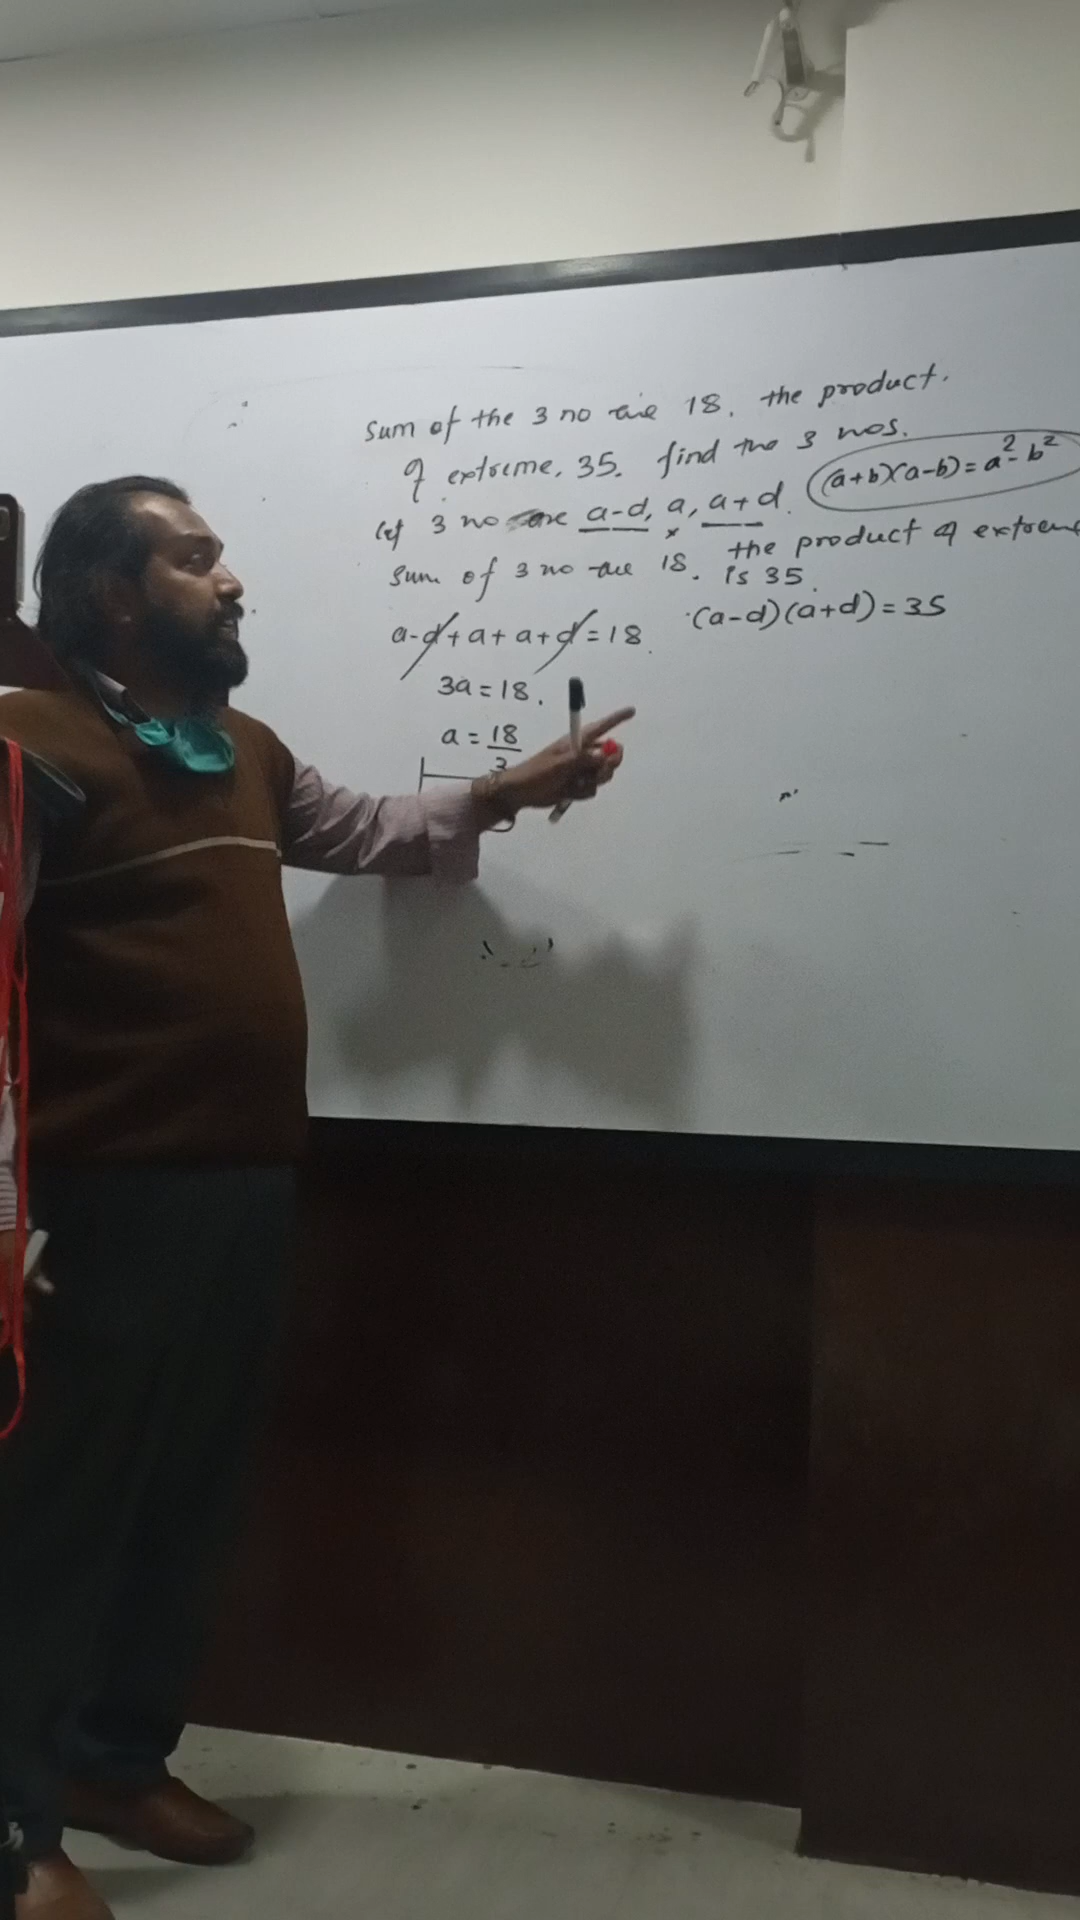 sum of the 3 no are 18. the product.
of extreme, 35. find the 3 nos.
(a+b)(a-b) = a² - b²
let 3 no are a-d, a, a+d.
sum of 3 no are 18.
a-d+a+a+d=18.
3a=18.
a = 18/3
the product of extreme
is 35.
(a-d)(a+d)=35